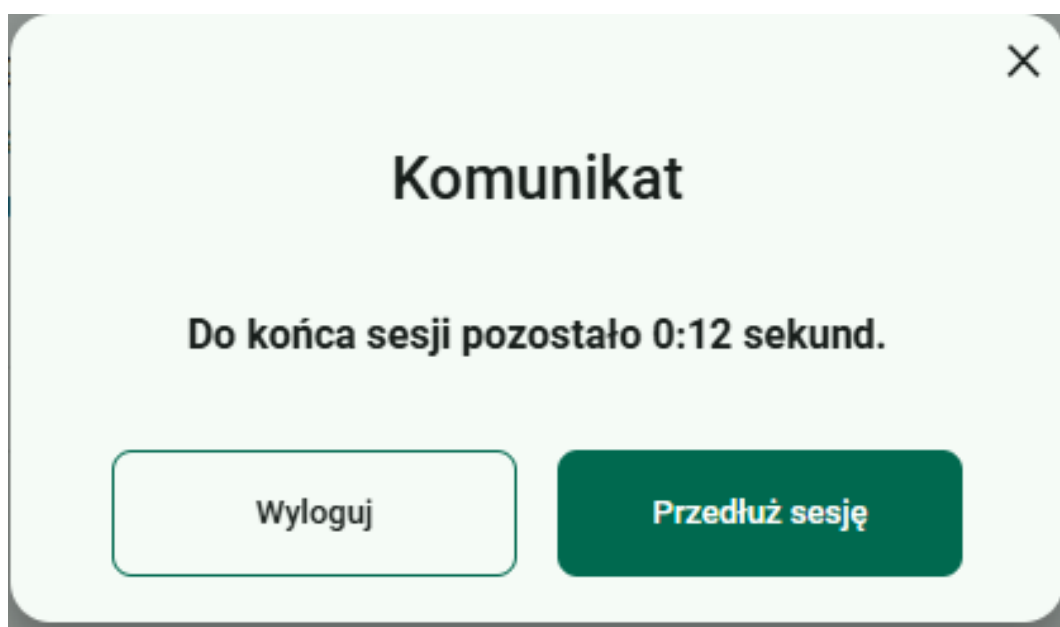 Komunikat
Do końca sesji pozostało 0:12 sekund.
Wyloguj
Przedłuż sesję